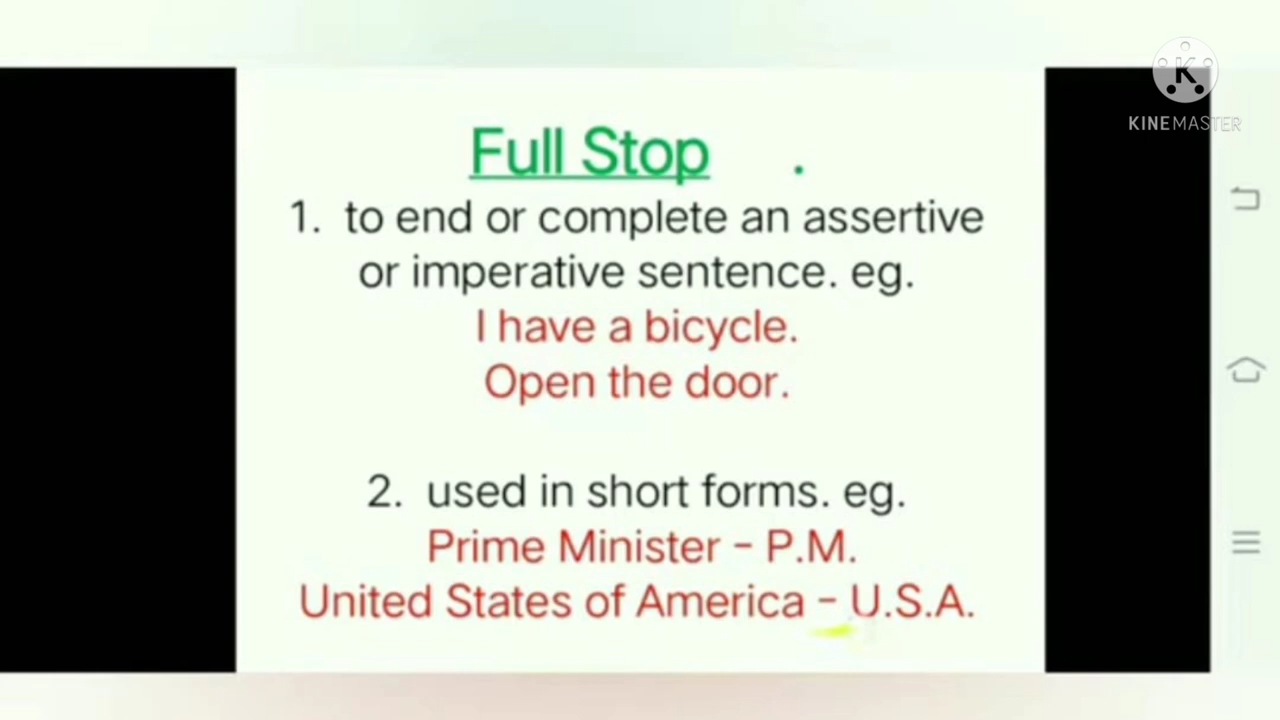 KINEMASTER
Full Stop .
1. to end or complete an assertive
or imperative sentence. eg.
I have a bicycle.
Open the door.
2. used in short forms. eg.
Prime Minister - P.M.
United States of America - U.S.A.